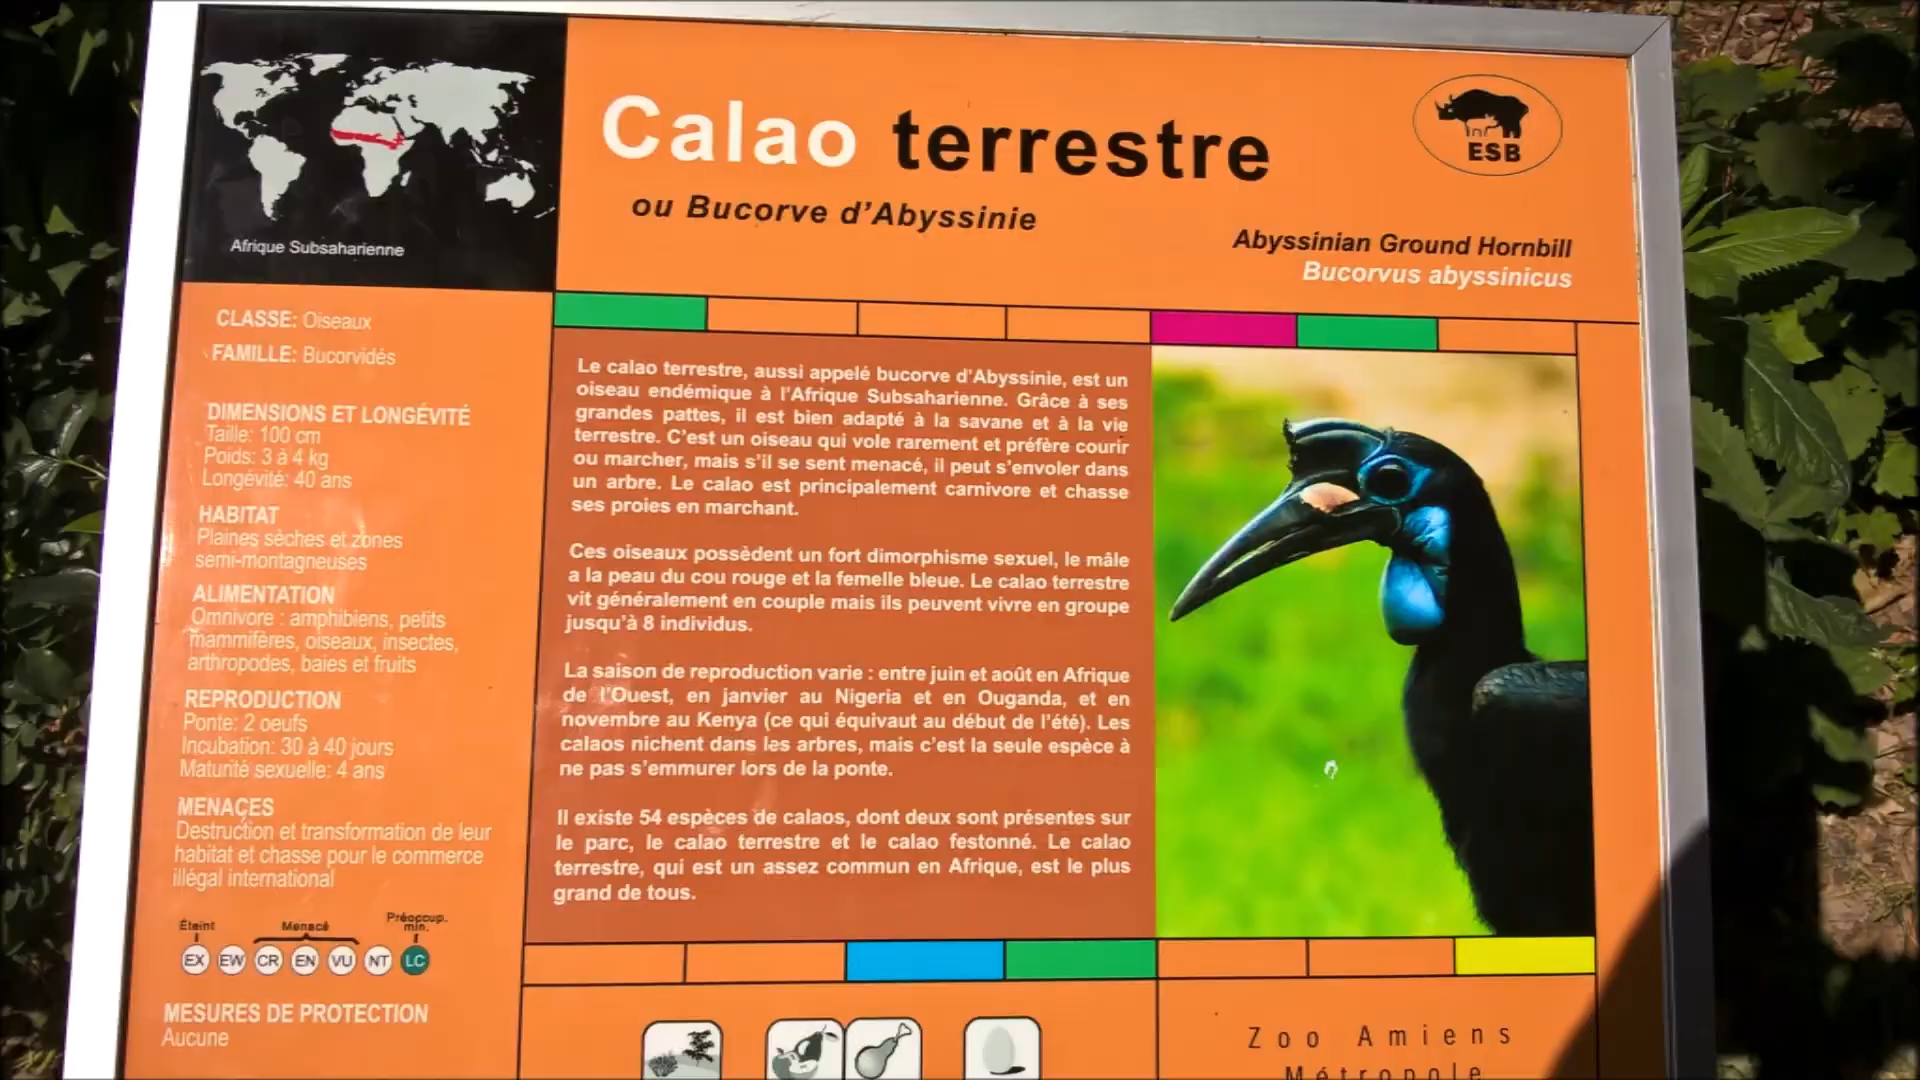 Afrique Subsaharienne
Calao terrestre
ou Bucorve d'Abyssinie
ESB
Abyssinian Ground Hornbill
Bucorvus abyssinicus
CLASSE: Oiseaux
FAMILLE: Bucorvidés
DIMENSIONS ET LONGÉVITÉ
Taille: 100 cm
Poids: 3 à 4 kg
Longévité: 40 ans
HABITAT
Plaines sèches et zones
semi-montagneuses
ALIMENTATION
Omnivore : amphibiens, petits
mammifères, oiseaux, insectes,
arthropodes, baies et fruits
REPRODUCTION
Ponte: 2 oeufs
Incubation: 30 à 40 jours
Maturité sexuelle: 4 ans
MENAÇES
Destruction et transformation de leur
habitat et chasse pour le commerce
illégal international
Éteint Menacé Préoccup. min.
EX EW CR EN VU NT LC
MESURES DE PROTECTION
Aucune
Le calao terrestre, aussi appelé bucorve d'Abyssinie, est un
oiseau endémique à l'Afrique Subsaharienne. Grâce à ses
grandes pattes, il est bien adapté à la savane et à la vie
terrestre. C'est un oiseau qui vole rarement et préfère courir
ou marcher, mais s'il se sent menacé, il peut s'envoler dans
un arbre. Le calao est principalement carnivore et chasse
ses proies en marchant.
Ces oiseaux possèdent un fort dimorphisme sexuel, le mâle
a la peau du cou rouge et la femelle bleue. Le calao terrestre
vit généralement en couple mais ils peuvent vivre en groupe
jusqu'à 8 individus.
La saison de reproduction varie : entre juin et août en Afrique
de l'Ouest, en janvier au Nigeria et en Ouganda, et en
novembre au Kenya (ce qui équivaut au début de l'été). Les
calaos nichent dans les arbres, mais c'est la seule espèce à
ne pas s'emmurer lors de la ponte.
Il existe 54 espèces de calaos, dont deux sont présentes sur
le parc, le calao terrestre et le calao festonné. Le calao
terrestre, qui est un assez commun en Afrique, est le plus
grand de tous.
Zoo Amiens
Métropole